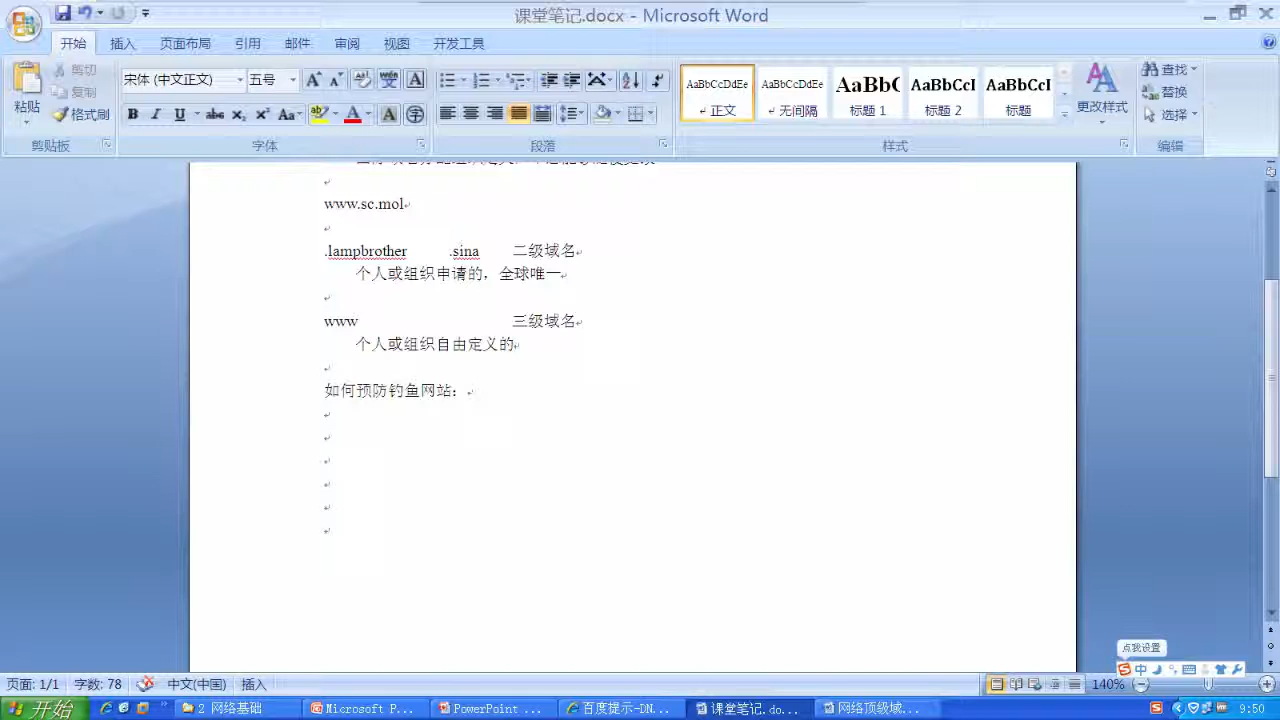 课堂笔记.docx - Microsoft Word
开始 插入 页面布局 引用 邮件 审阅 视图 开发工具
粘贴 剪切 复制 格式刷
宋体 (中文正文) 五号
AaBbCcDdEe AaBbCcDdEe AaBbC AaBbCcI AaBbCcI
正文 无间隔 标题 1 标题 2 标题
更改样式
查找 替换 选择
剪贴板 字体 段落 样式 编辑
www.sc.mol
.lampbrother .sina 二级域名
个人或组织申请的，全球唯一
www 三级域名
个人或组织自由定义的
如何预防钓鱼网站：
点我设置
中
页面: 1/1 字数: 78 中文(中国) 插入 140%
开始 2 网络基础 Microsoft P... PowerPoint ... 百度提示-DN... 课堂笔记.do... 网络顶级域... 9:50